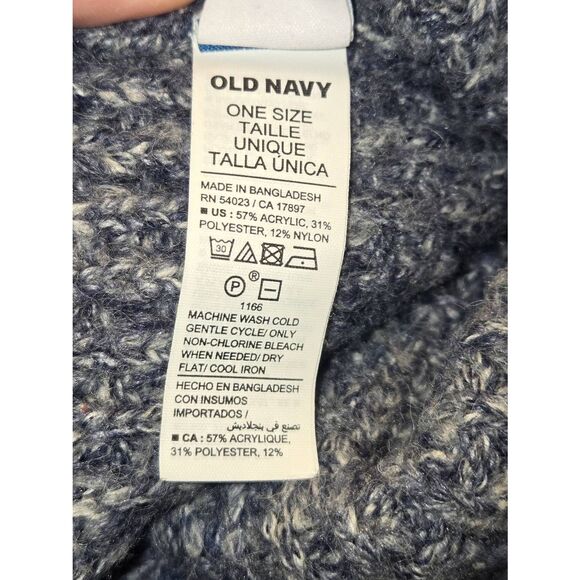 OLD NAVY
ONE SIZE
TAILLE
UNIQUE
TALLA ÚNICA
MADE IN BANGLADESH
RN 54023 / CA 17897
■ US : 57% ACRYLIC, 31%
POLYESTER, 12% NYLON
30
P ®
1166
MACHINE WASH COLD
GENTLE CYCLE/ ONLY
NON-CHLORINE BLEACH
WHEN NEEDED/ DRY
FLAT/ COOL IRON
HECHO EN BANGLADESH
CON INSUMOS
IMPORTADOS / تصنع في بنجلاديش
■ CA : 57% ACRYLIQUE,
31% POLYESTER, 12%